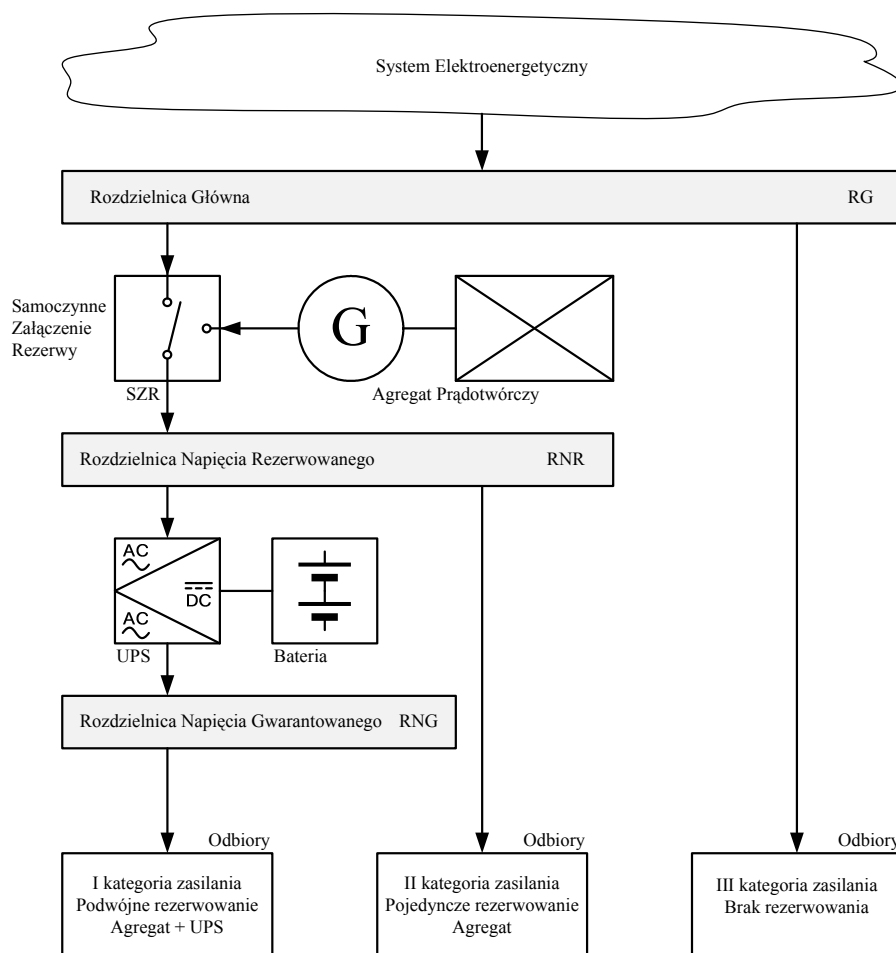 System Elektroenergetyczny
Rozdzielnica Główna
RG
Samoczynne
Załączenie
Rezerwy
G
SZR
Agregat Prądotwórczy
Rozdzielnica Napięcia Rezerwowanego
RNR
AC
DC
AC
UPS
Bateria
Rozdzielnica Napięcia Gwarantowanego
RNG
Odbiory
Odbiory
Odbiory
I kategoria zasilania
Podwójne rezerwowanie
Agregat + UPS
II kategoria zasilania
Pojedyncze rezerwowanie
Agregat
III kategoria zasilania
Brak rezerwowania